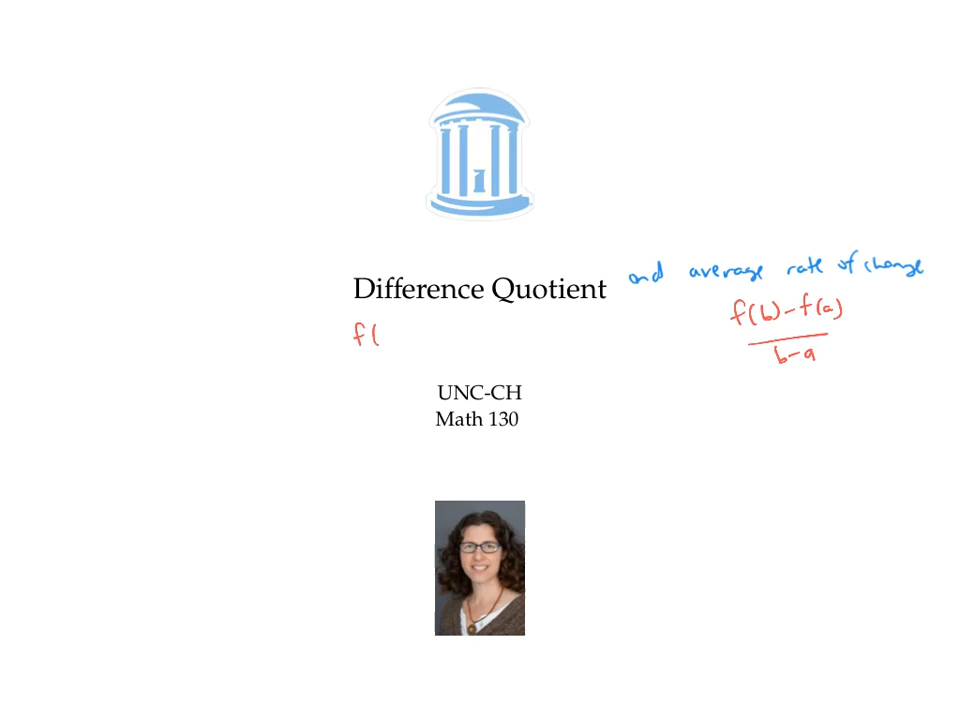 Difference Quotient and average rate of change
f(
f(b)-f(a)
b-a
UNC-CH
Math 130